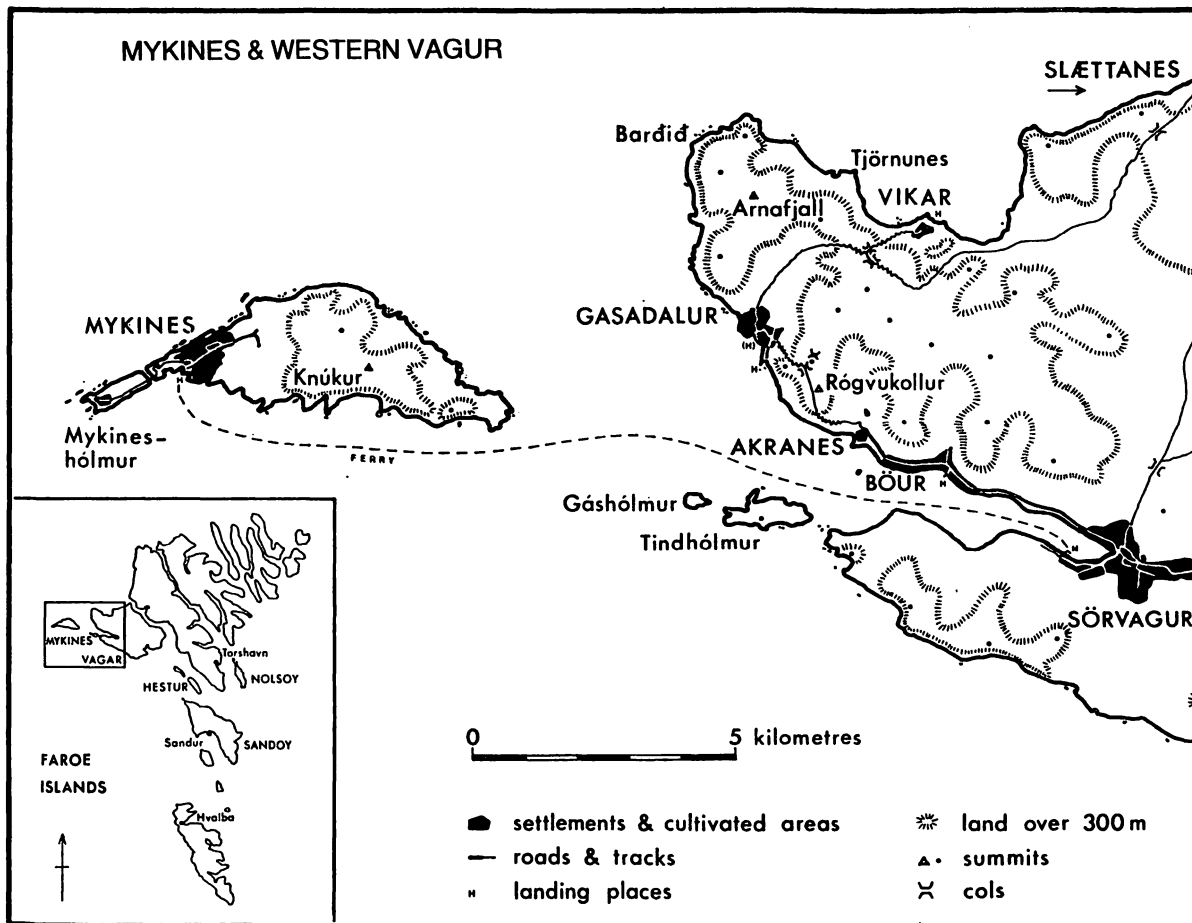 MYKINES & WESTERN VAGUR
SLÆTTANES
Barđiđ
Tjörnunes
VIKAR
H
Arnafjall
GASADALUR
(H)
H
MYKINES
H
Knúkur
Rógvukollur
Mykines-
hólmur
FERRY
AKRANES
BÖUR
H
Gáshólmur
Tindhólmur
H
SÖRVAGUR
MYKINES
VAGAR
Torshavn
HESTUR
NOLSOY
Sandur
SANDOY
FAROE
ISLANDS
Hvalba
0 5 kilometres
settlements & cultivated areas
roads & tracks
H landing places
land over 300 m
summits
cols